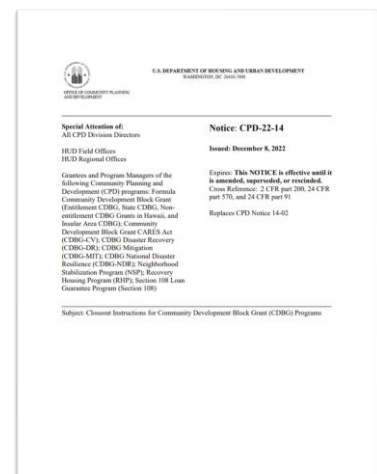 U.S. DEPARTMENT OF HOUSING AND URBAN DEVELOPMENT
WASHINGTON, DC 20410-7000
OFFICE OF COMMUNITY PLANNING
AND DEVELOPMENT
Special Attention of:
All CPD Division Directors
HUD Field Offices
HUD Regional Offices
Grantees and Program Managers of the
following Community Planning and
Development (CPD) programs: Formula
Community Development Block Grant
(Entitlement CDBG, State CDBG, Non-
entitlement CDBG Grants in Hawaii, and
Insular Area CDBG); Community
Development Block Grant CARES Act
(CDBG-CV); CDBG Disaster Recovery
(CDBG-DR); CDBG Mitigation
(CDBG-MIT); CDBG National Disaster
Resilience (CDBG-NDR); Neighborhood
Stabilization Program (NSP); Recovery
Housing Program (RHP); Section 108 Loan
Guarantee Program (Section 108)
Notice: CPD-22-14
Issued: December 8, 2022
Expires: This NOTICE is effective until it
is amended, superseded, or rescinded.
Cross Reference: 2 CFR part 200, 24 CFR
part 570, and 24 CFR part 91
Replaces CPD Notice 14-02
Subject: Closeout Instructions for Community Development Block Grant (CDBG) Programs